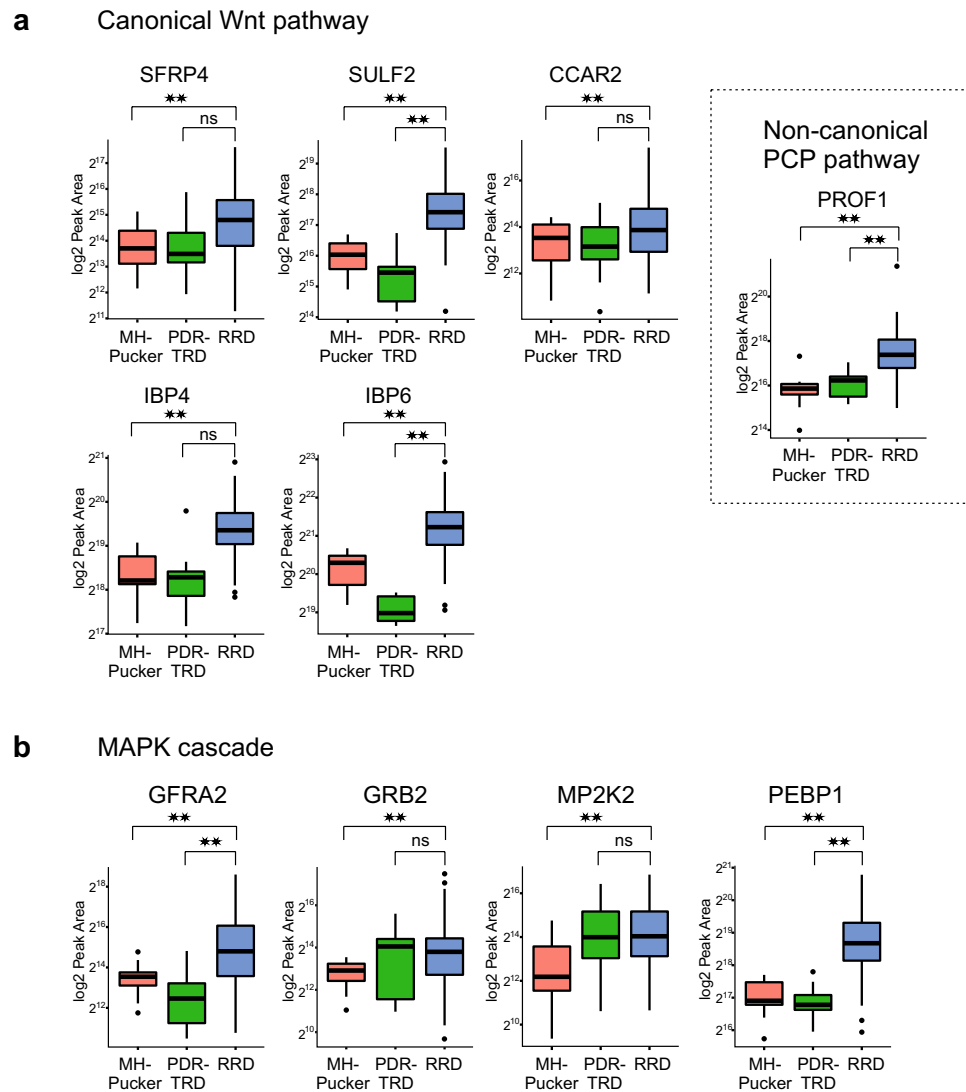 a Canonical Wnt pathway
SFRP4
★★
ns
log2 Peak Area
2^17
2^16
2^15
2^14
2^13
2^12
2^11
MH-Pucker
PDR-TRD
RRD
SULF2
★★
★★
log2 Peak Area
2^19
2^18
2^17
2^16
2^15
2^14
MH-Pucker
PDR-TRD
RRD
CCAR2
★★
ns
log2 Peak Area
2^16
2^14
2^12
MH-Pucker
PDR-TRD
RRD
Non-canonical
PCP pathway
PROF1
★★
★★
log2 Peak Area
2^20
2^18
2^16
2^14
MH-Pucker
PDR-TRD
RRD
IBP4
★★
ns
log2 Peak Area
2^21
2^20
2^19
2^18
2^17
MH-Pucker
PDR-TRD
RRD
IBP6
★★
★★
log2 Peak Area
2^23
2^22
2^21
2^20
2^19
MH-Pucker
PDR-TRD
RRD
b MAPK cascade
GFRA2
★★
★★
log2 Peak Area
2^18
2^16
2^14
2^12
MH-Pucker
PDR-TRD
RRD
GRB2
★★
ns
log2 Peak Area
2^16
2^14
2^12
2^10
MH-Pucker
PDR-TRD
RRD
MP2K2
★★
ns
log2 Peak Area
2^16
2^14
2^12
2^10
MH-Pucker
PDR-TRD
RRD
PEBP1
★★
★★
log2 Peak Area
2^21
2^20
2^19
2^18
2^17
2^16
MH-Pucker
PDR-TRD
RRD